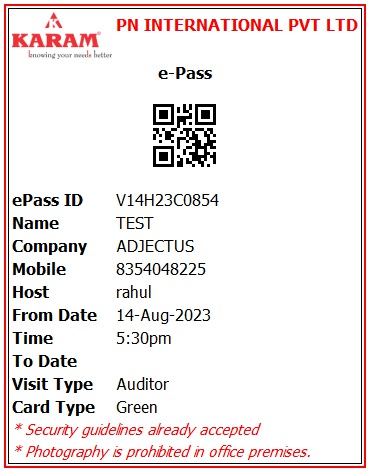 KARAM®
knowing your needs better
PN INTERNATIONAL PVT LTD
e-Pass
ePass ID V14H23C0854
Name TEST
Company ADJECTUS
Mobile 8354048225
Host rahul
From Date 14-Aug-2023
Time 5:30pm
To Date
Visit Type Auditor
Card Type Green
* Security guidelines already accepted
* Photography is prohibited in office premises.